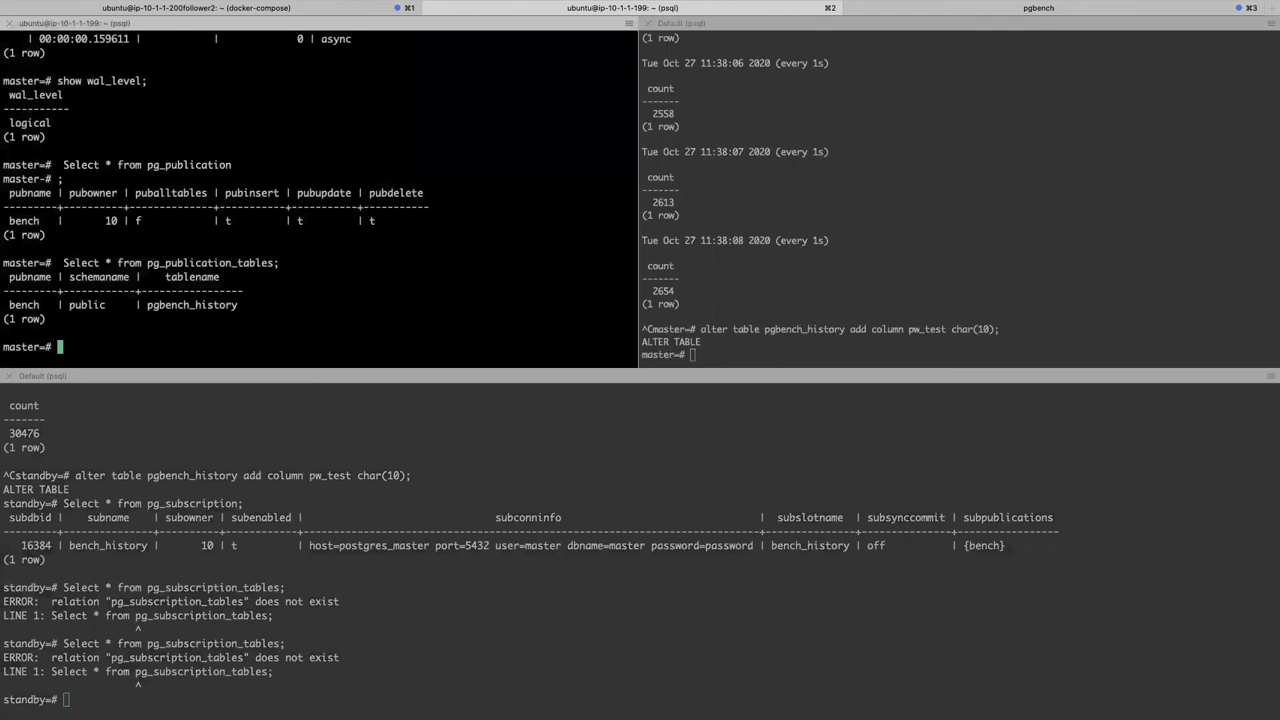 ubuntu@ip-10-1-1-200follower2: ~ (docker-compose) ⌘1
ubuntu@ip-10-1-1-199: ~ (psql) ⌘2
pgbench ⌘3
ubuntu@ip-10-1-1-199: ~ (psql)
| 00:00:00.159611 |            |             0 | async
(1 row)
master=# show wal_level;
wal_level
-----------
logical
(1 row)
master=#  Select * from pg_publication
master-# ;
pubname | pubowner | puballtables | pubinsert | pubupdate | pubdelete
---------+----------+--------------+-----------+-----------+-----------
bench   |       10 | f            | t         | t         | t
(1 row)
master=#  Select * from pg_publication_tables;
pubname | schemaname |    tablename
---------+------------+-----------------
bench   | public     | pgbench_history
(1 row)
master=#
Default (psql)
(1 row)
Tue Oct 27 11:38:06 2020 (every 1s)
count
-------
2558
(1 row)
Tue Oct 27 11:38:07 2020 (every 1s)
count
-------
2613
(1 row)
Tue Oct 27 11:38:08 2020 (every 1s)
count
-------
2654
(1 row)
^Cmaster=# alter table pgbench_history add column pw_test char(10);
ALTER TABLE
master=#
Default (psql)
count
-------
30476
(1 row)
^Cstandby=# alter table pgbench_history add column pw_test char(10);
ALTER TABLE
standby=# Select * from pg_subscription;
subdbid |    subname    | subowner | subenabled |                              subconninfo                              |  subslotname  | subsynccommit | subpublications
---------+---------------+----------+------------+-----------------------------------------------------------------------+---------------+---------------+-----------------
16384 | bench_history |       10 | t          | host=postgres_master port=5432 user=master dbname=master password=password | bench_history | off           | {bench}
(1 row)
standby=# Select * from pg_subscription_tables;
ERROR:  relation "pg_subscription_tables" does not exist
LINE 1: Select * from pg_subscription_tables;
^
standby=# Select * from pg_subscription_tables;
ERROR:  relation "pg_subscription_tables" does not exist
LINE 1: Select * from pg_subscription_tables;
^
standby=#